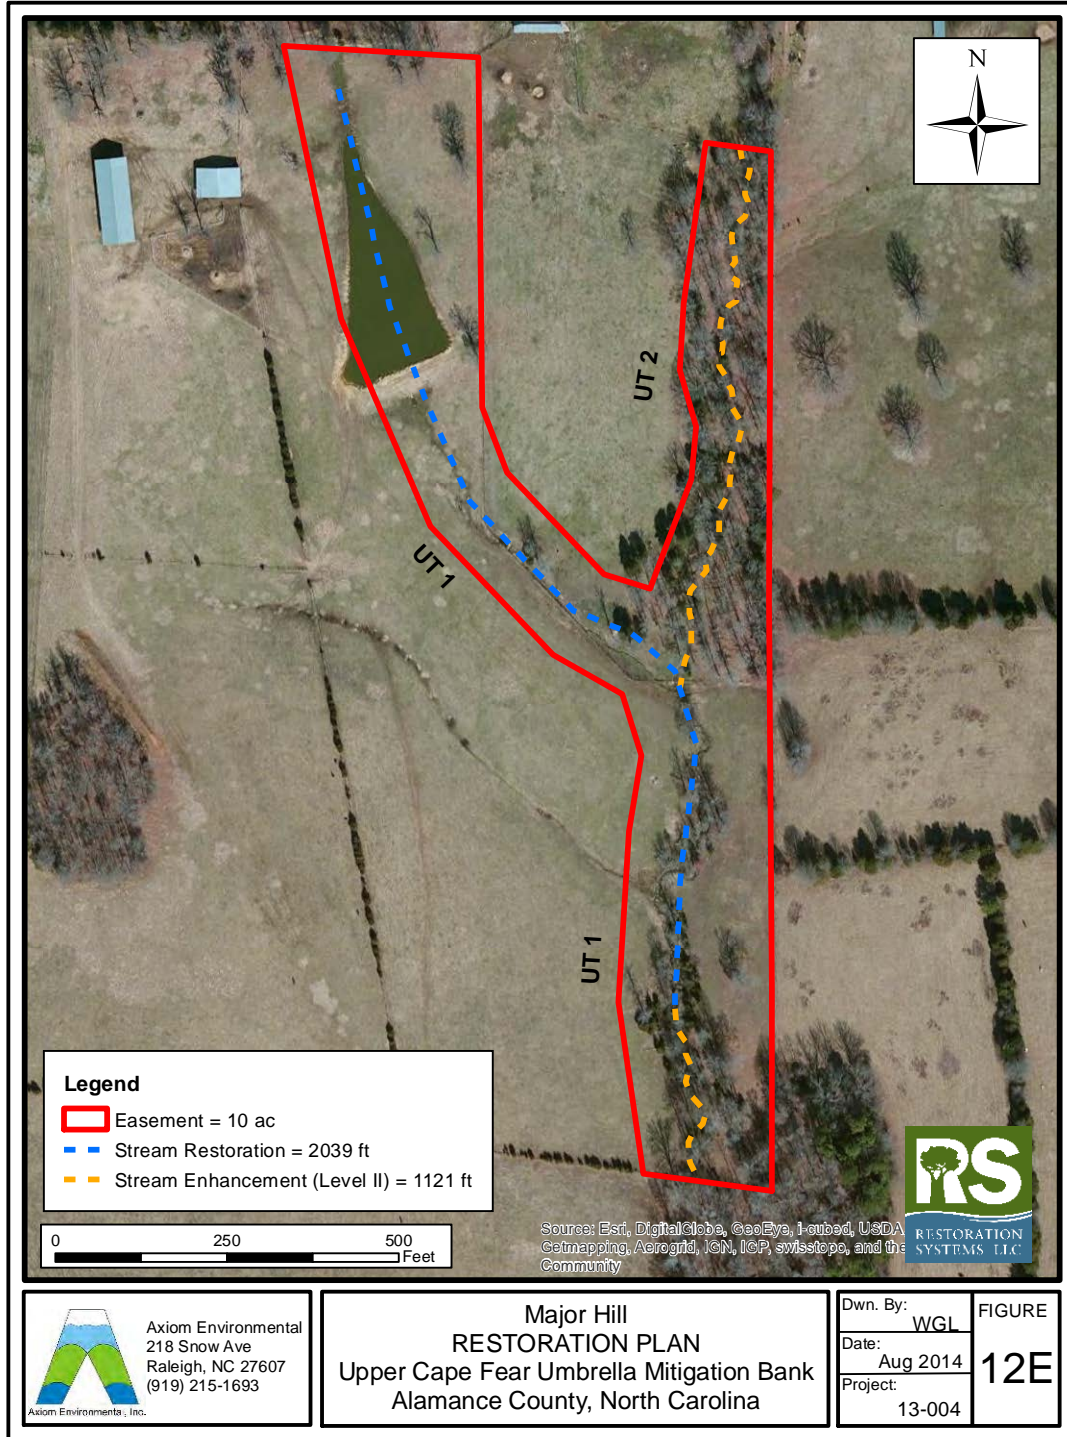 N
UT 2
UT 1
UT 1
Legend
Easement = 10 ac
Stream Restoration = 2039 ft
Stream Enhancement (Level II) = 1121 ft
0 250 500
Feet
Source: Esri, DigitalGlobe, GeoEye, i-cubed, USDA,
Getmapping, Aerogrid, IGN, IGP, swisstopo, and the
Community
RS
RESTORATION
SYSTEMS LLC
Axiom Environmental, Inc.
Axiom Environmental
218 Snow Ave
Raleigh, NC 27607
(919) 215-1693
Major Hill
RESTORATION PLAN
Upper Cape Fear Umbrella Mitigation Bank
Alamance County, North Carolina
Dwn. By:
WGL
Date:
Aug 2014
Project:
13-004
FIGURE
12E